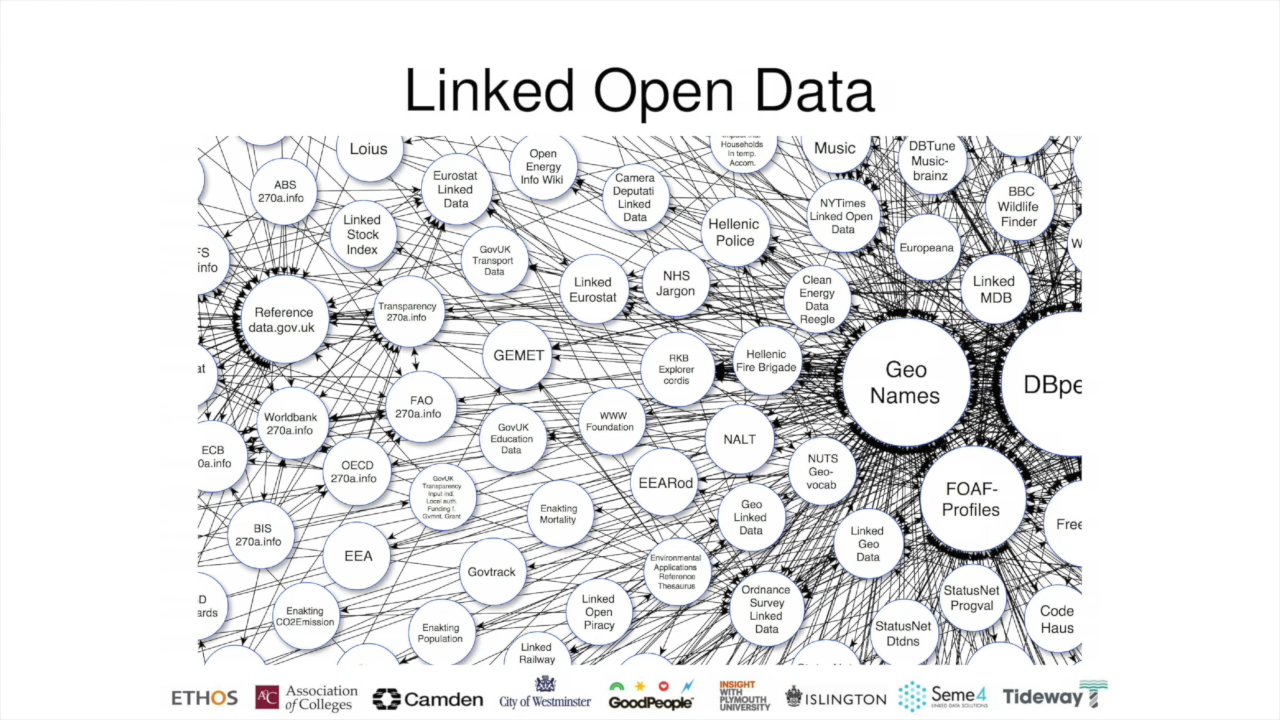 Linked Open Data
Households
In temp.
Accom.
Loius
Open
Energy
Info Wiki
Music
DBTune
Music-
brainz
ABS
270a.info
Eurostat
Linked
Data
Camera
Deputati
Linked
Data
NYTimes
Linked Open
Data
BBC
Wildlife
Finder
Linked
Stock
Index
Hellenic
Police
Europeana
FS
info
GovUK
Transport
Data
Linked
Eurostat
NHS
Jargon
Clean
Energy
Data
Reegle
Linked
MDB
Reference
data.gov.uk
Transparency
270a.info
GEMET
RKB
Explorer
cordis
Hellenic
Fire Brigade
Geo
Names
DBpe
at
Worldbank
270a.info
FAO
270a.info
GovUK
Education
Data
WWW
Foundation
NALT
NUTS
Geo-
vocab
ECB
0a.info
OECD
270a.info
GovUK
Transparency
Input ind.
Local auth.
Funding f.
Gvmnt. Grant
EEARod
FOAF-
Profiles
BIS
270a.info
EEA
Enakting
Mortality
Geo
Linked
Data
Linked
Geo
Data
Free
Govtrack
Environmental
Applications
Reference
Thesaurus
D
ards
Enakting
CO2Emission
Enakting
Population
Linked
Open
Piracy
Ordnance
Survey
Linked
Data
StatusNet
Progval
StatusNet
Dtdns
Code
Haus
Linked
Railway
ETHOS
AoC
Association
of Colleges
Camden
City of Westminster
GoodPeople
INSIGHT
WITH
PLYMOUTH
UNIVERSITY
ISLINGTON
Seme4
LINKED DATA SOLUTIONS
Tideway